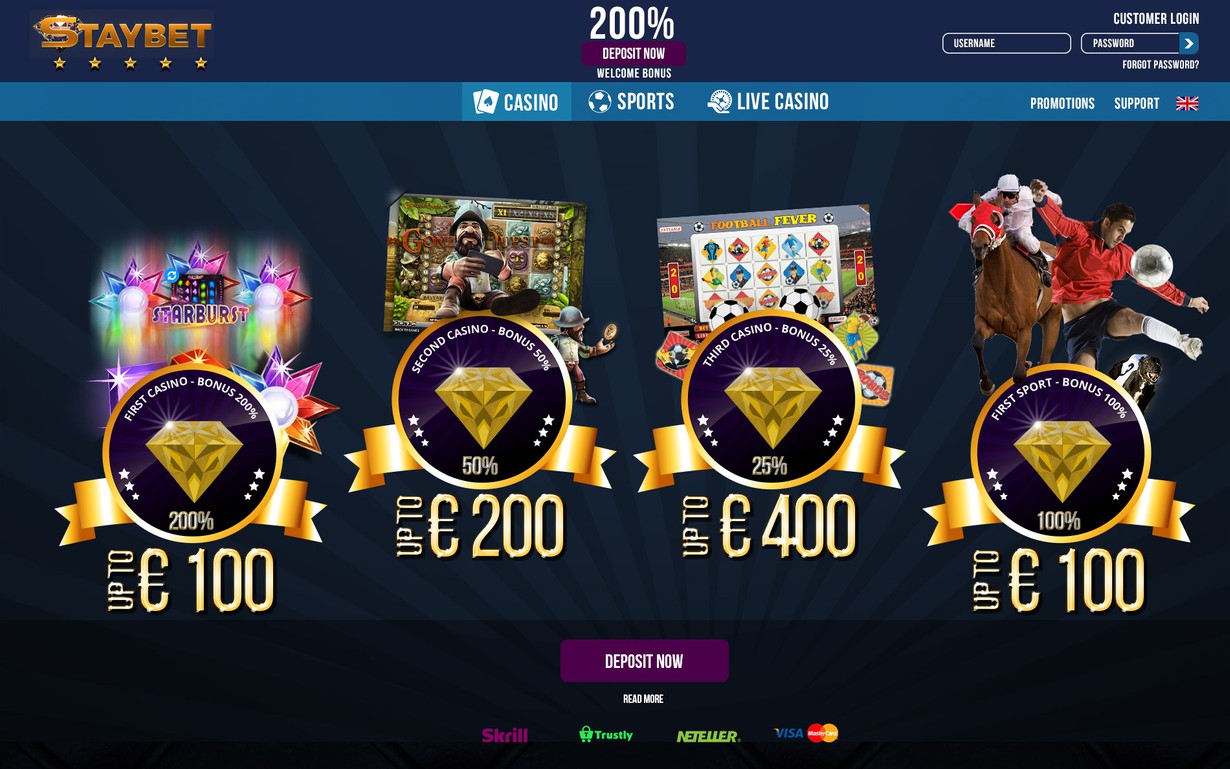 STAYBET
200%
DEPOSIT NOW
WELCOME BONUS
CUSTOMER LOGIN
USERNAME
PASSWORD
FORGOT PASSWORD?
CASINO
SPORTS
LIVE CASINO
PROMOTIONS
SUPPORT
STARBURST
FIRST CASINO - BONUS 200%
200%
UP TO
€ 100
SECOND CASINO - BONUS 50%
50%
UP TO
€ 200
FOOTBALL FEVER
20
20
THIRD CASINO - BONUS 25%
25%
UP TO
€ 400
2
FIRST SPORT - BONUS 100%
100%
UP TO
€ 100
DEPOSIT NOW
READ MORE
Skrill
Trustly
NETELLER
VISA
MasterCard